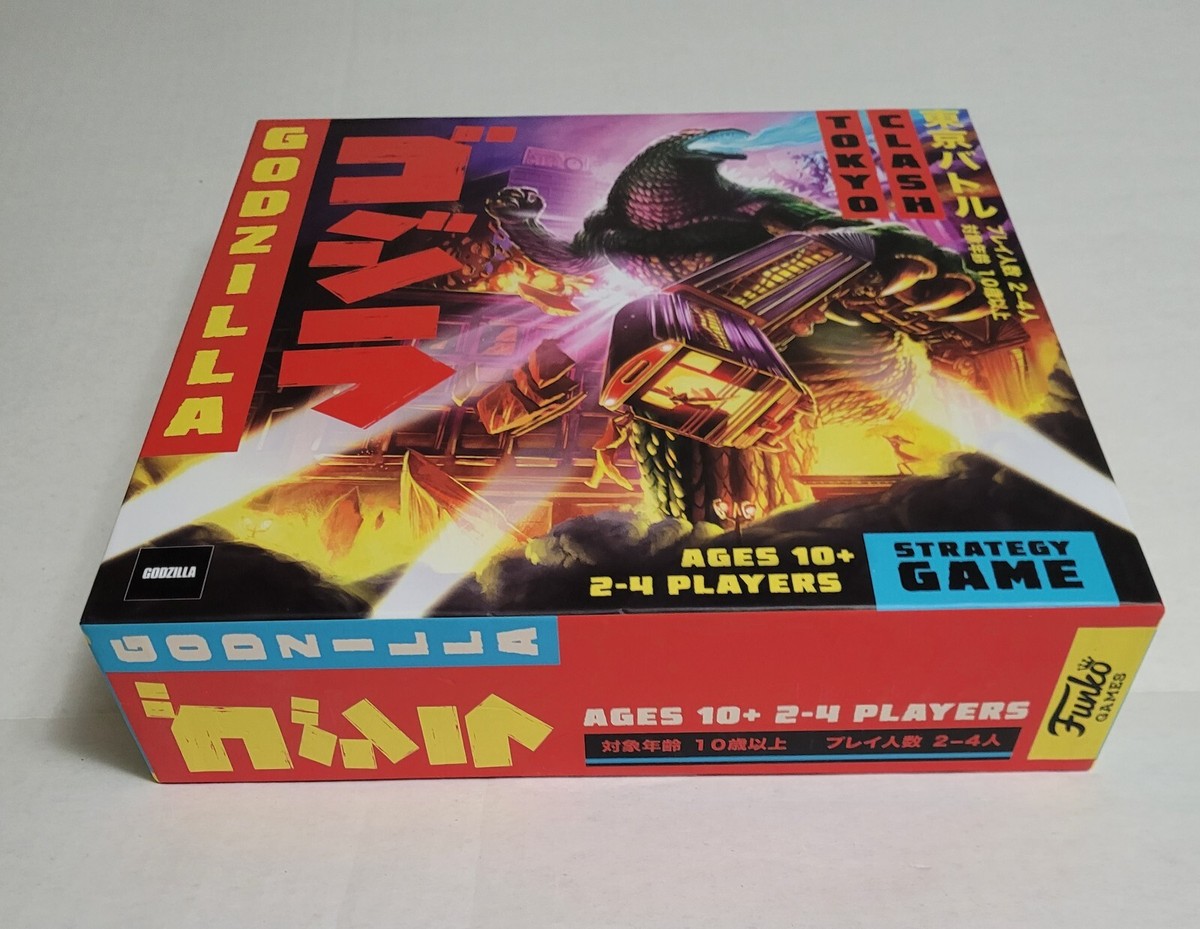 GODZILLA
ゴジラ
TOKYO
CLASH
東京バトル
プレイ人数 2-4人
対象年齢 10歳以上
GODZILLA
AGES 10+
2-4 PLAYERS
STRATEGY
GAME
GODZILLA
ゴジラ
AGES 10+ 2-4 PLAYERS
対象年齢 10歳以上 プレイ人数 2-4人
Funko
GAMES